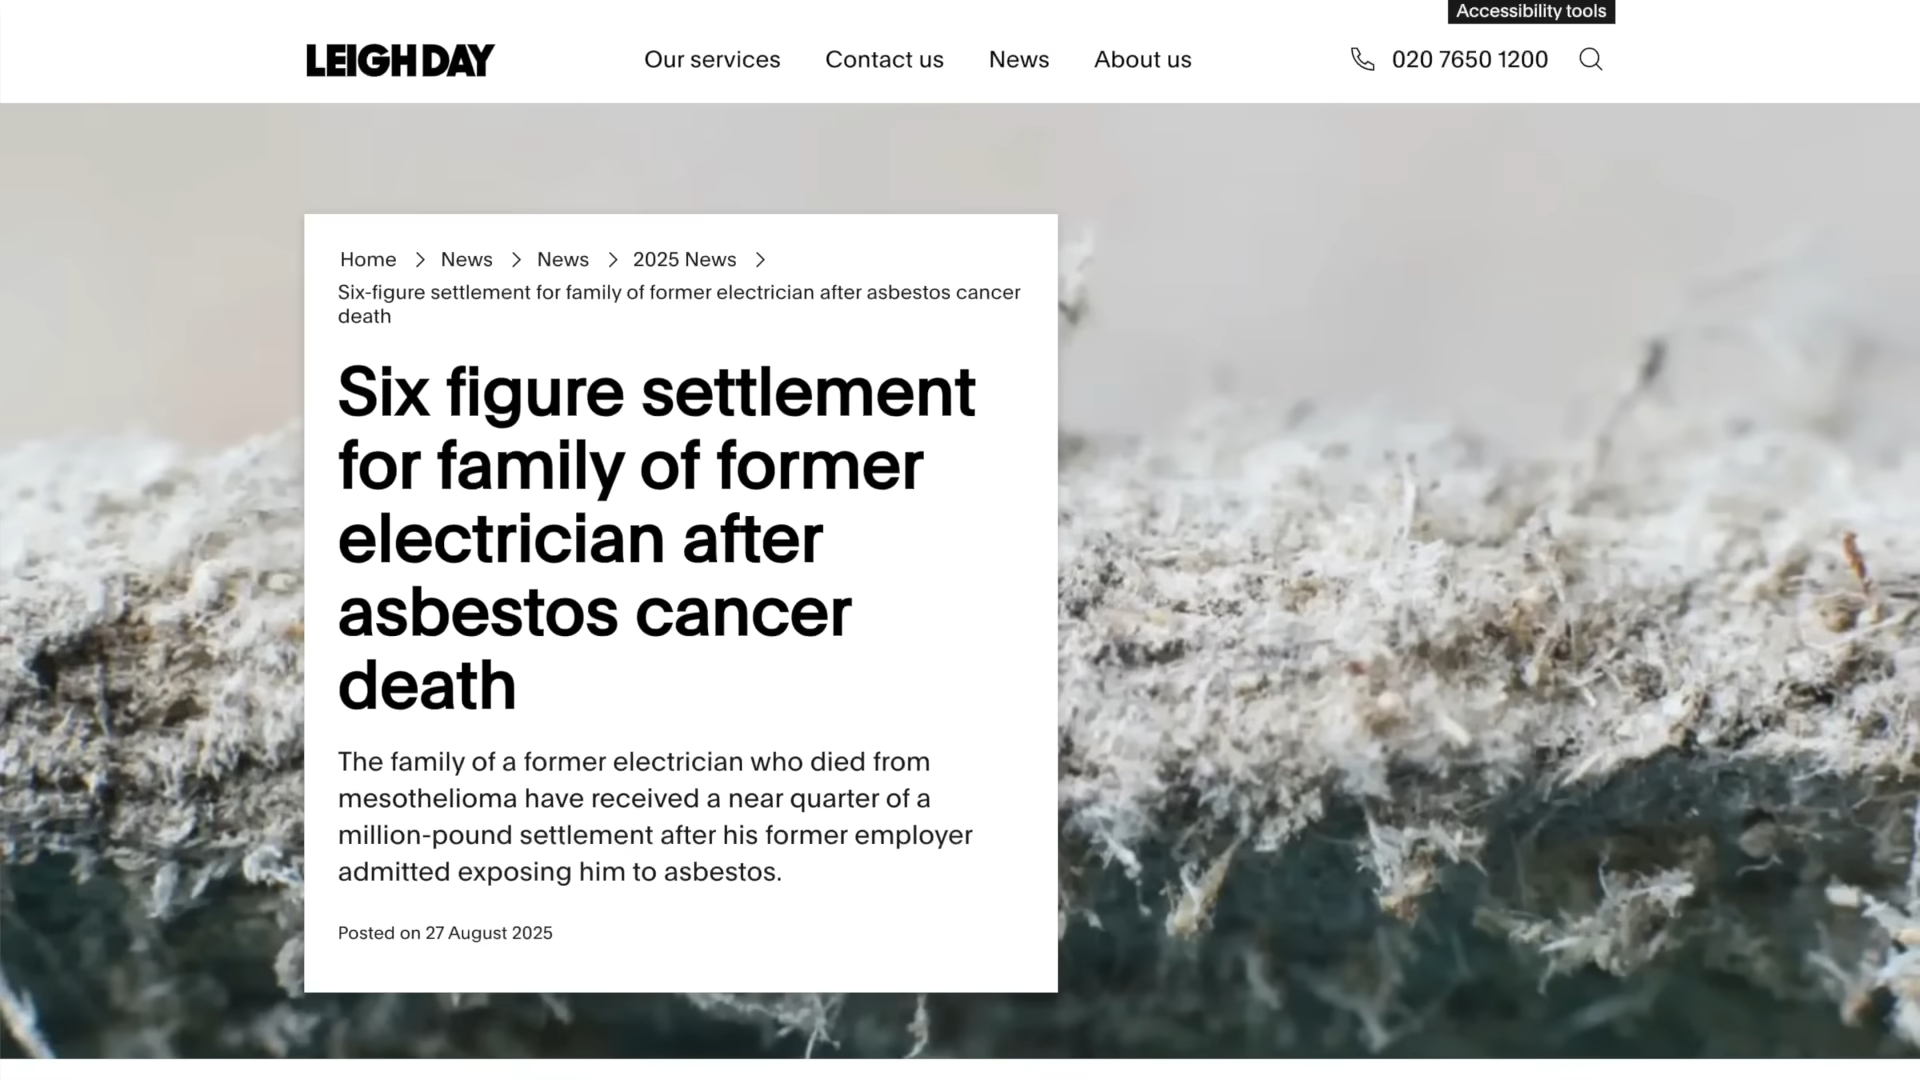 Accessibility tools
LEIGH DAY
Our services
Contact us
News
About us
020 7650 1200
Home
News
News
2025 News
Six-figure settlement for family of former electrician after asbestos cancer
death
Six figure settlement
for family of former
electrician after
asbestos cancer
death
The family of a former electrician who died from
mesothelioma have received a near quarter of a
million-pound settlement after his former employer
admitted exposing him to asbestos.
Posted on 27 August 2025